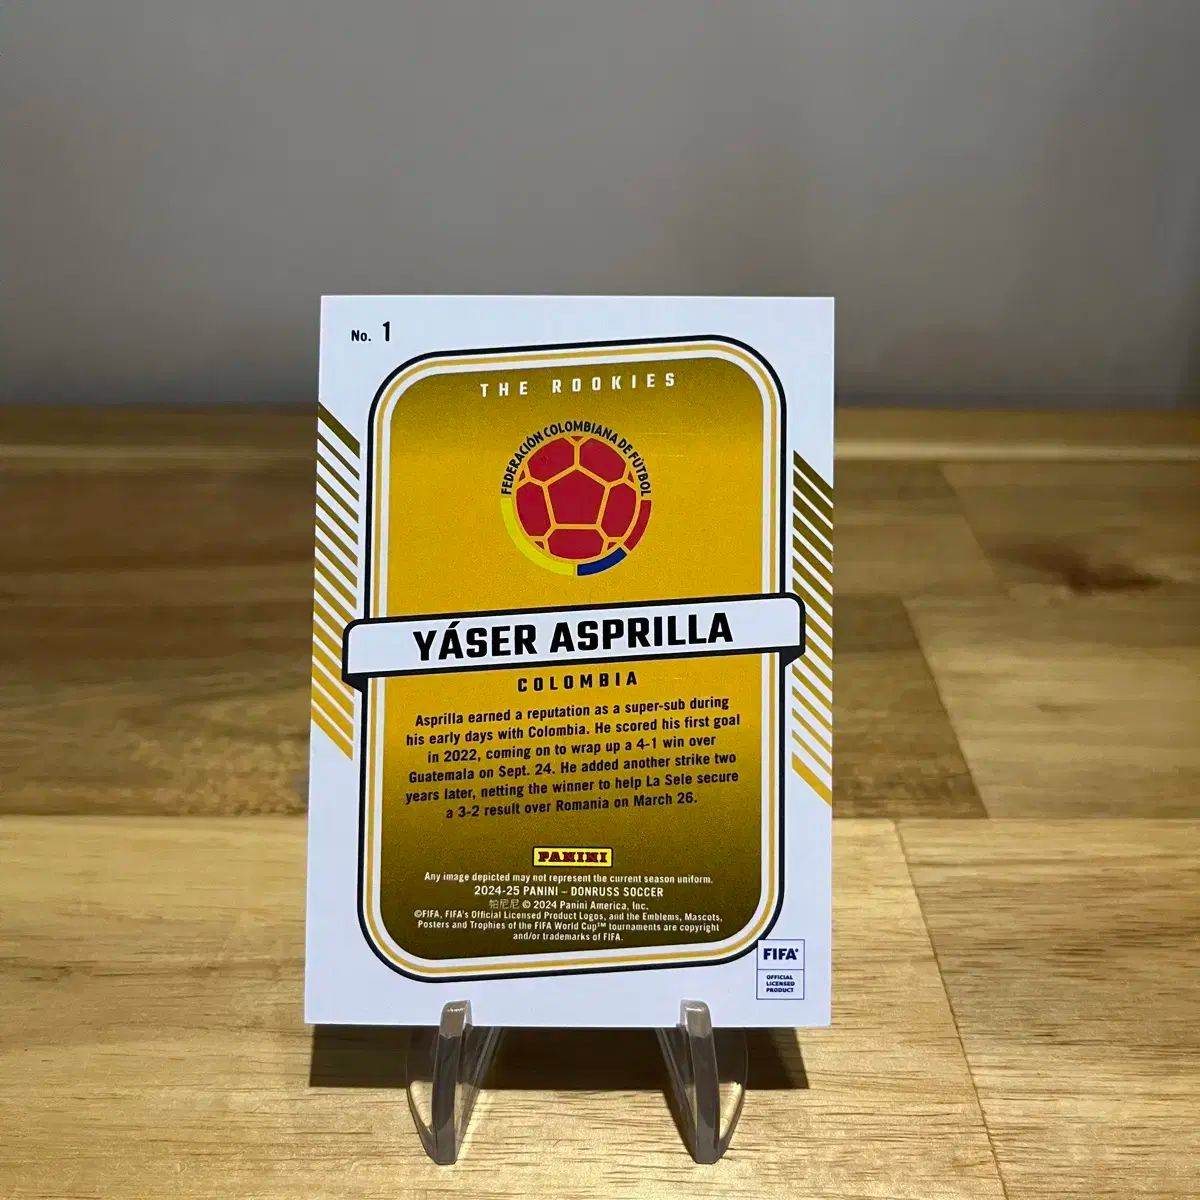 No. 1
THE ROOKIES
FEDERACIÓN COLOMBIANA DE FÚTBOL
YÁSER ASPRILLA
COLOMBIA
Asprilla earned a reputation as a super-sub during
his early days with Colombia. He scored his first goal
in 2022, coming on to wrap up a 4-1 win over
Guatemala on Sept. 24. He added another strike two
years later, netting the winner to help La Sele secure
a 3-2 result over Romania on March 26.
PANINI
Any image depicted may not represent the current season uniform.
2024-25 PANINI – DONRUSS SOCCER
帕尼尼 © 2024 Panini America, Inc.
©FIFA, FIFA's Official Licensed Product Logos, and the Emblems, Mascots,
Posters and Trophies of the FIFA World Cup™ tournaments are copyright
and/or trademarks of FIFA.
FIFA®
OFFICIAL
LICENSED
PRODUCT